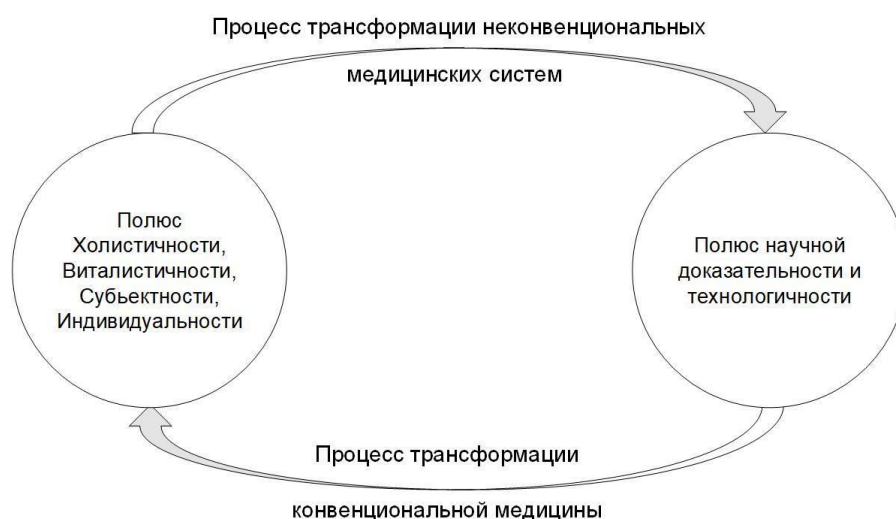 Процесс трансформации неконвенциональных
медицинских систем
Полюс
Холистичности,
Виталистичности,
Субъектности,
Индивидуальности
Полюс научной
доказательности и
технологичности
Процесс трансформации
конвенциональной медицины